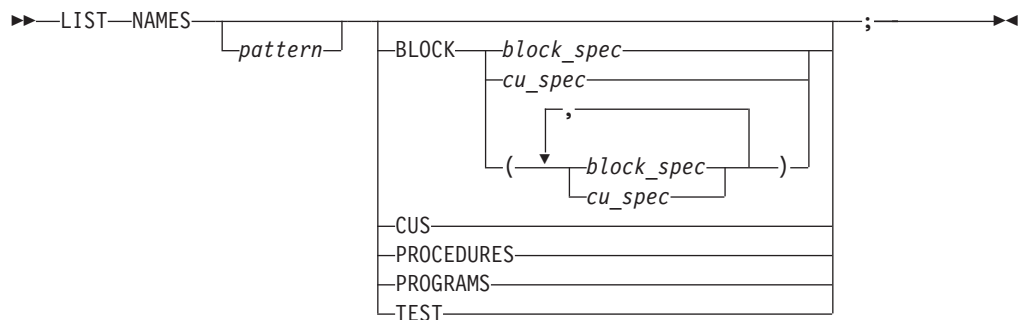 LIST NAMES ;
pattern
BLOCK block_spec
cu_spec
,
( block_spec )
cu_spec
CUS
PROCEDURES
PROGRAMS
TEST